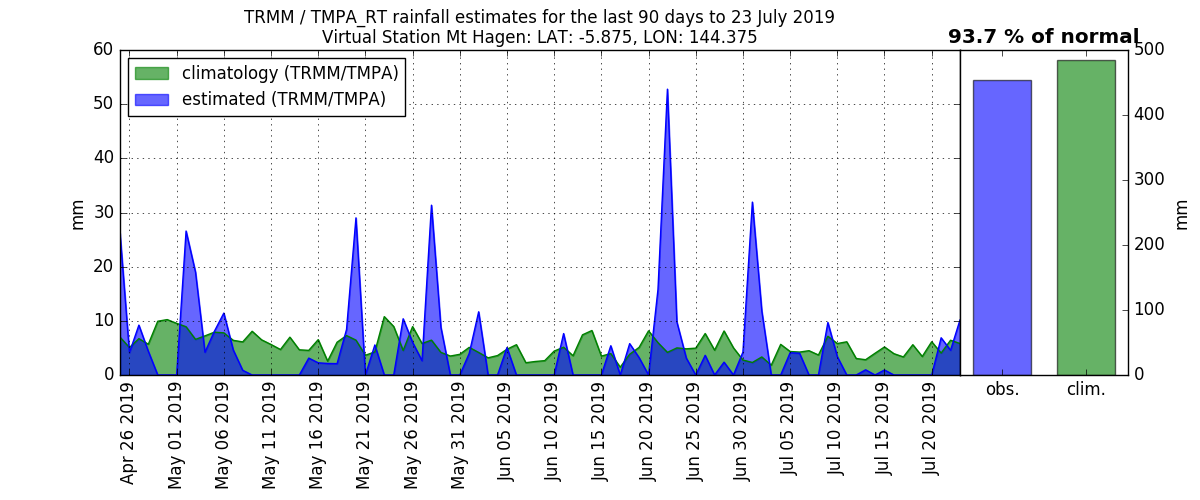 TRMM / TMPA_RT rainfall estimates for the last 90 days to 23 July 2019
Virtual Station Mt Hagen: LAT: -5.875, LON: 144.375
93.7 % of normal
climatology (TRMM/TMPA)
estimated (TRMM/TMPA)
60
50
40
30
20
10
0
mm
Apr 26 2019
May 01 2019
May 06 2019
May 11 2019
May 16 2019
May 21 2019
May 26 2019
May 31 2019
Jun 05 2019
Jun 10 2019
Jun 15 2019
Jun 20 2019
Jun 25 2019
Jun 30 2019
Jul 05 2019
Jul 10 2019
Jul 15 2019
Jul 20 2019
obs.
clim.
500
400
300
200
100
0
mm